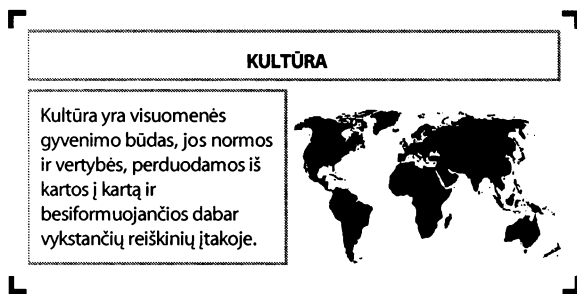 KULTŪRA
Kultūra yra visuomenės
gyvenimo būdas, jos normos
ir vertybės, perduodamos iš
kartos į kartą ir
besiformuojančios dabar
vykstančių reiškinių įtakoje.